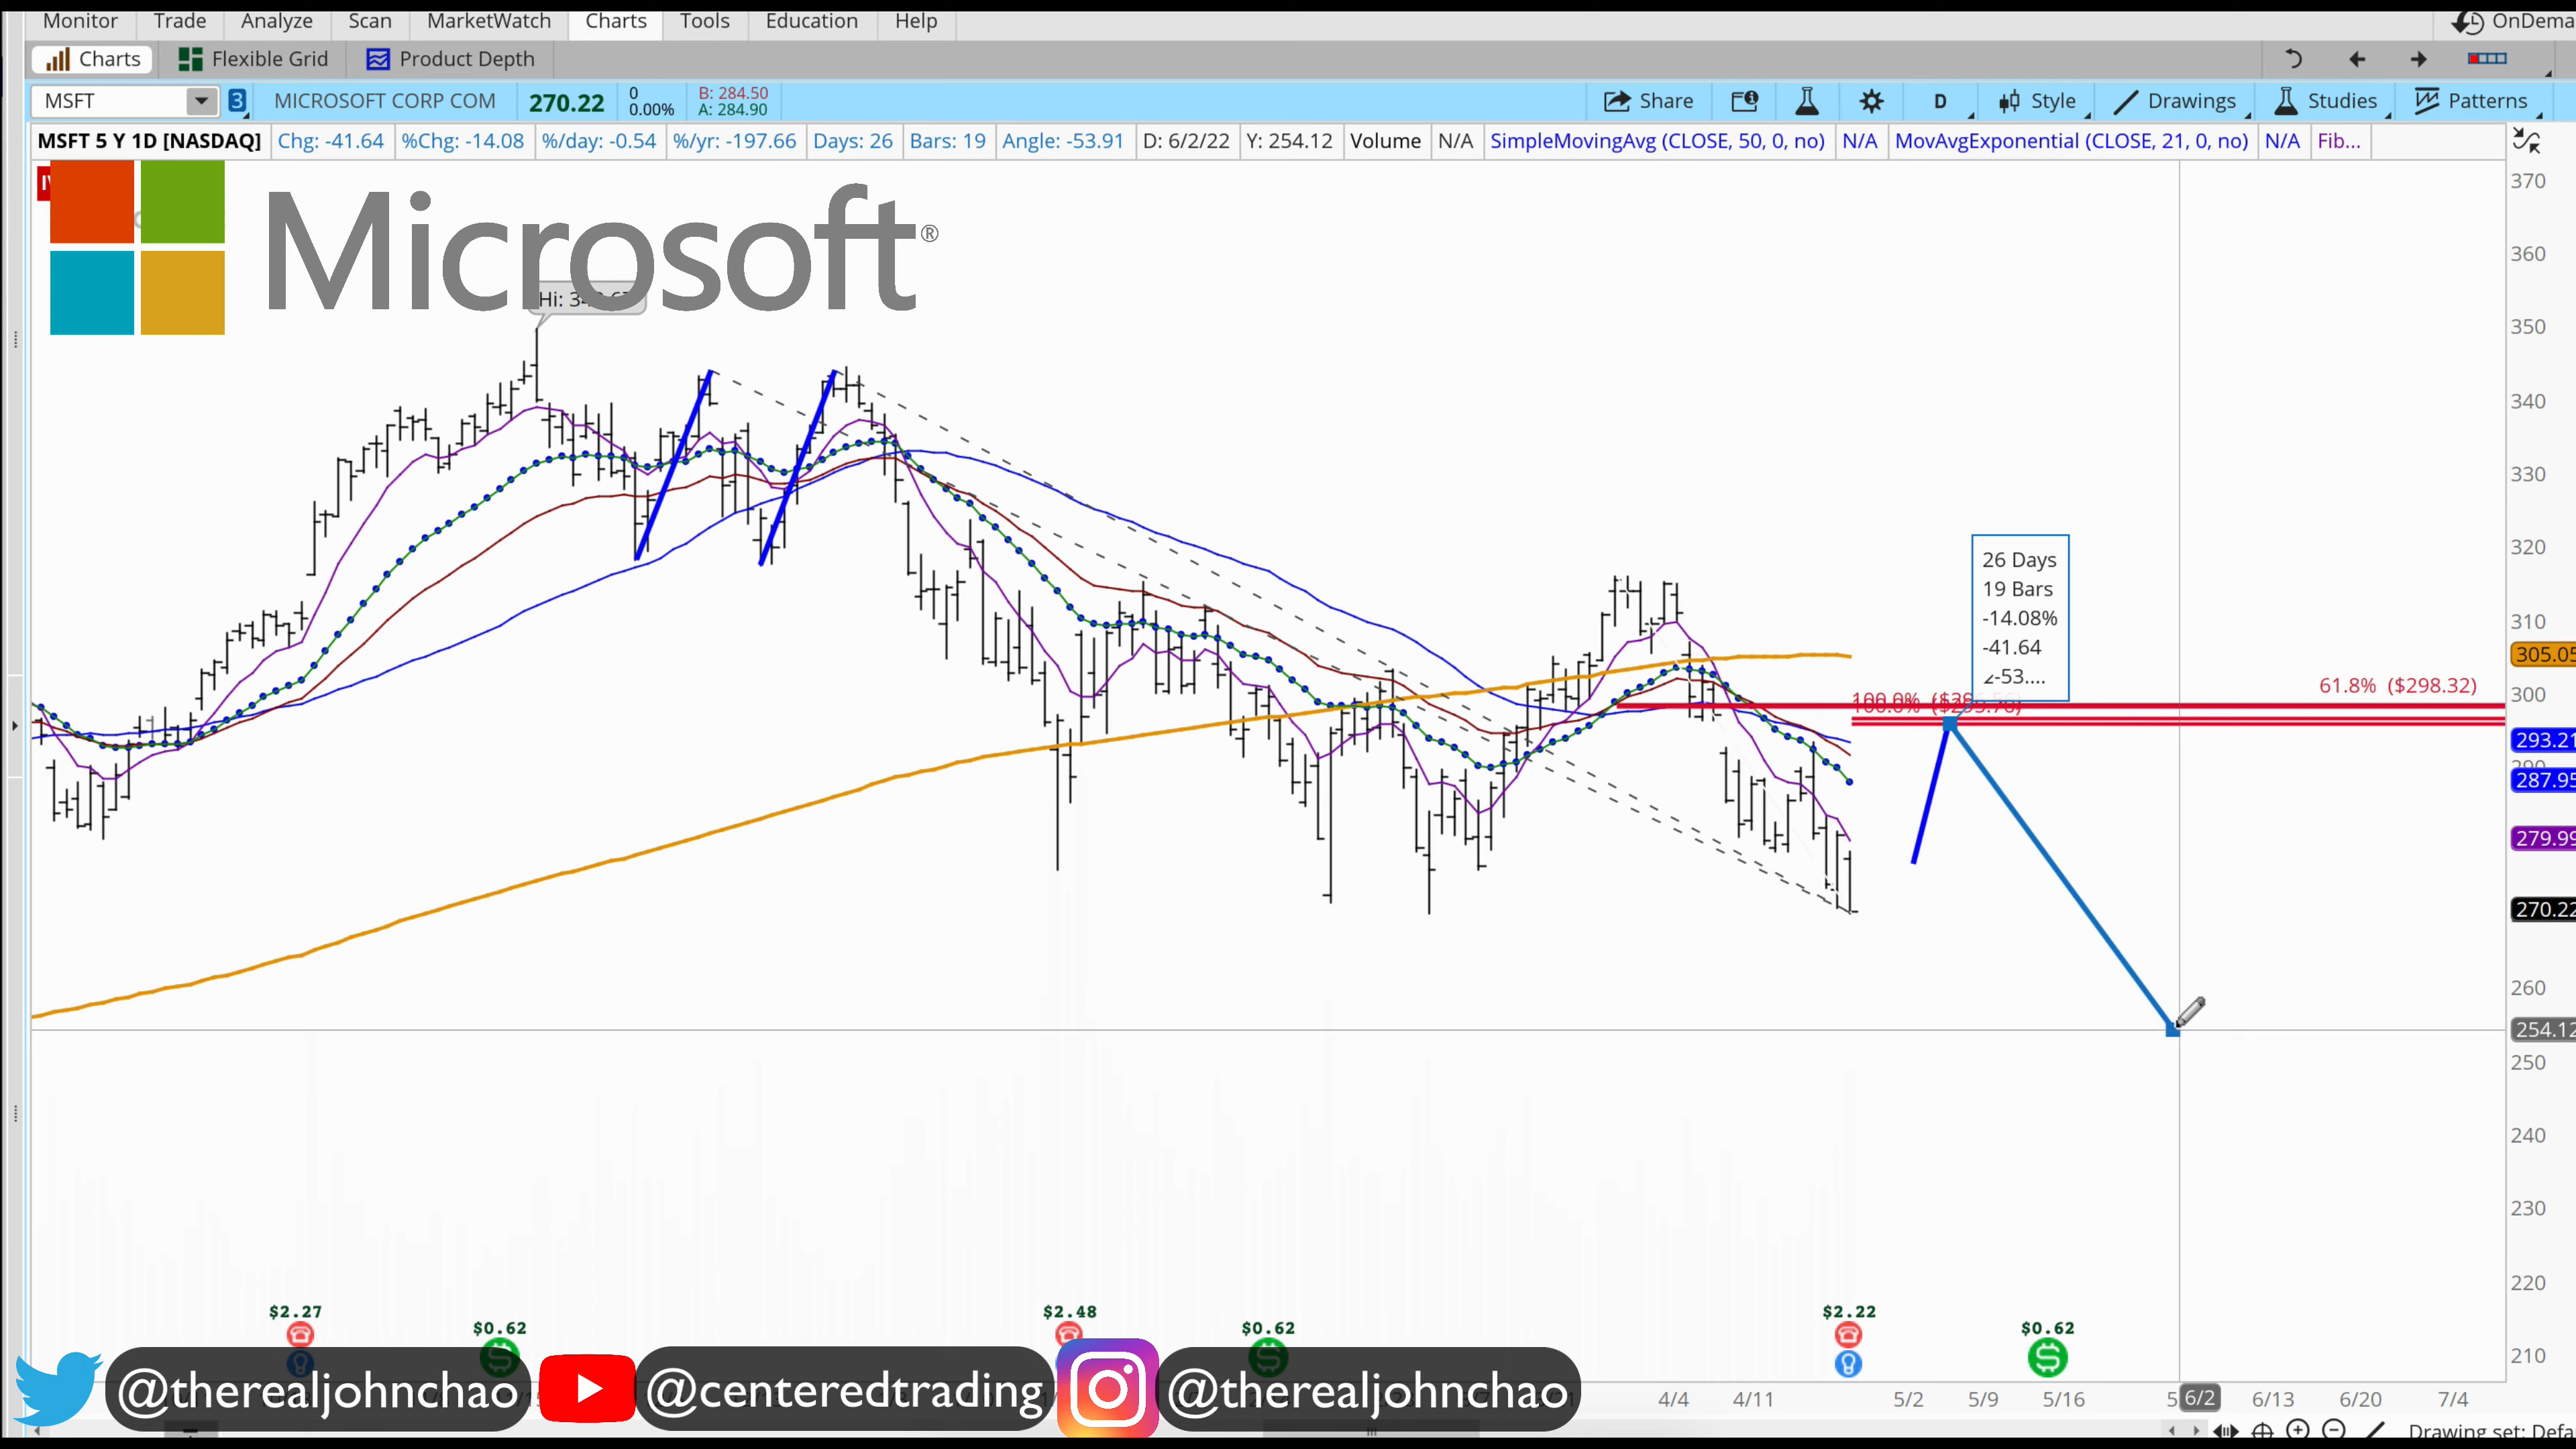 Monitor Trade Analyze Scan MarketWatch Charts Tools Education Help OnDema
Charts Flexible Grid Product Depth
MSFT 3 MICROSOFT CORP COM 270.22 0 0.00% B: 284.50 A: 284.90 Share D Style Drawings Studies Patterns
MSFT 5 Y 1D [NASDAQ] Chg: -41.64 %Chg: -14.08 %/day: -0.54 %/yr: -197.66 Days: 26 Bars: 19 Angle: -53.91 D: 6/2/22 Y: 254.12 Volume N/A SimpleMovingAvg (CLOSE, 50, 0, no) N/A MovAvgExponential (CLOSE, 21, 0, no) N/A Fib...
Microsoft®
370
360
350
340
330
320
310
305.05
300
293.21
287.95
279.99
270.22
260
254.12
250
240
230
220
210
26 Days
19 Bars
-14.08%
-41.64
61.8% ($298.32)
$2.27
$0.62
$2.48
$0.62
$2.22
$0.62
@therealjohnchao @centeredtrading @therealjohnchao
4/4 4/11 5/2 5/9 5/16 6/2 6/13 6/20 7/4
Drawing set: Defa